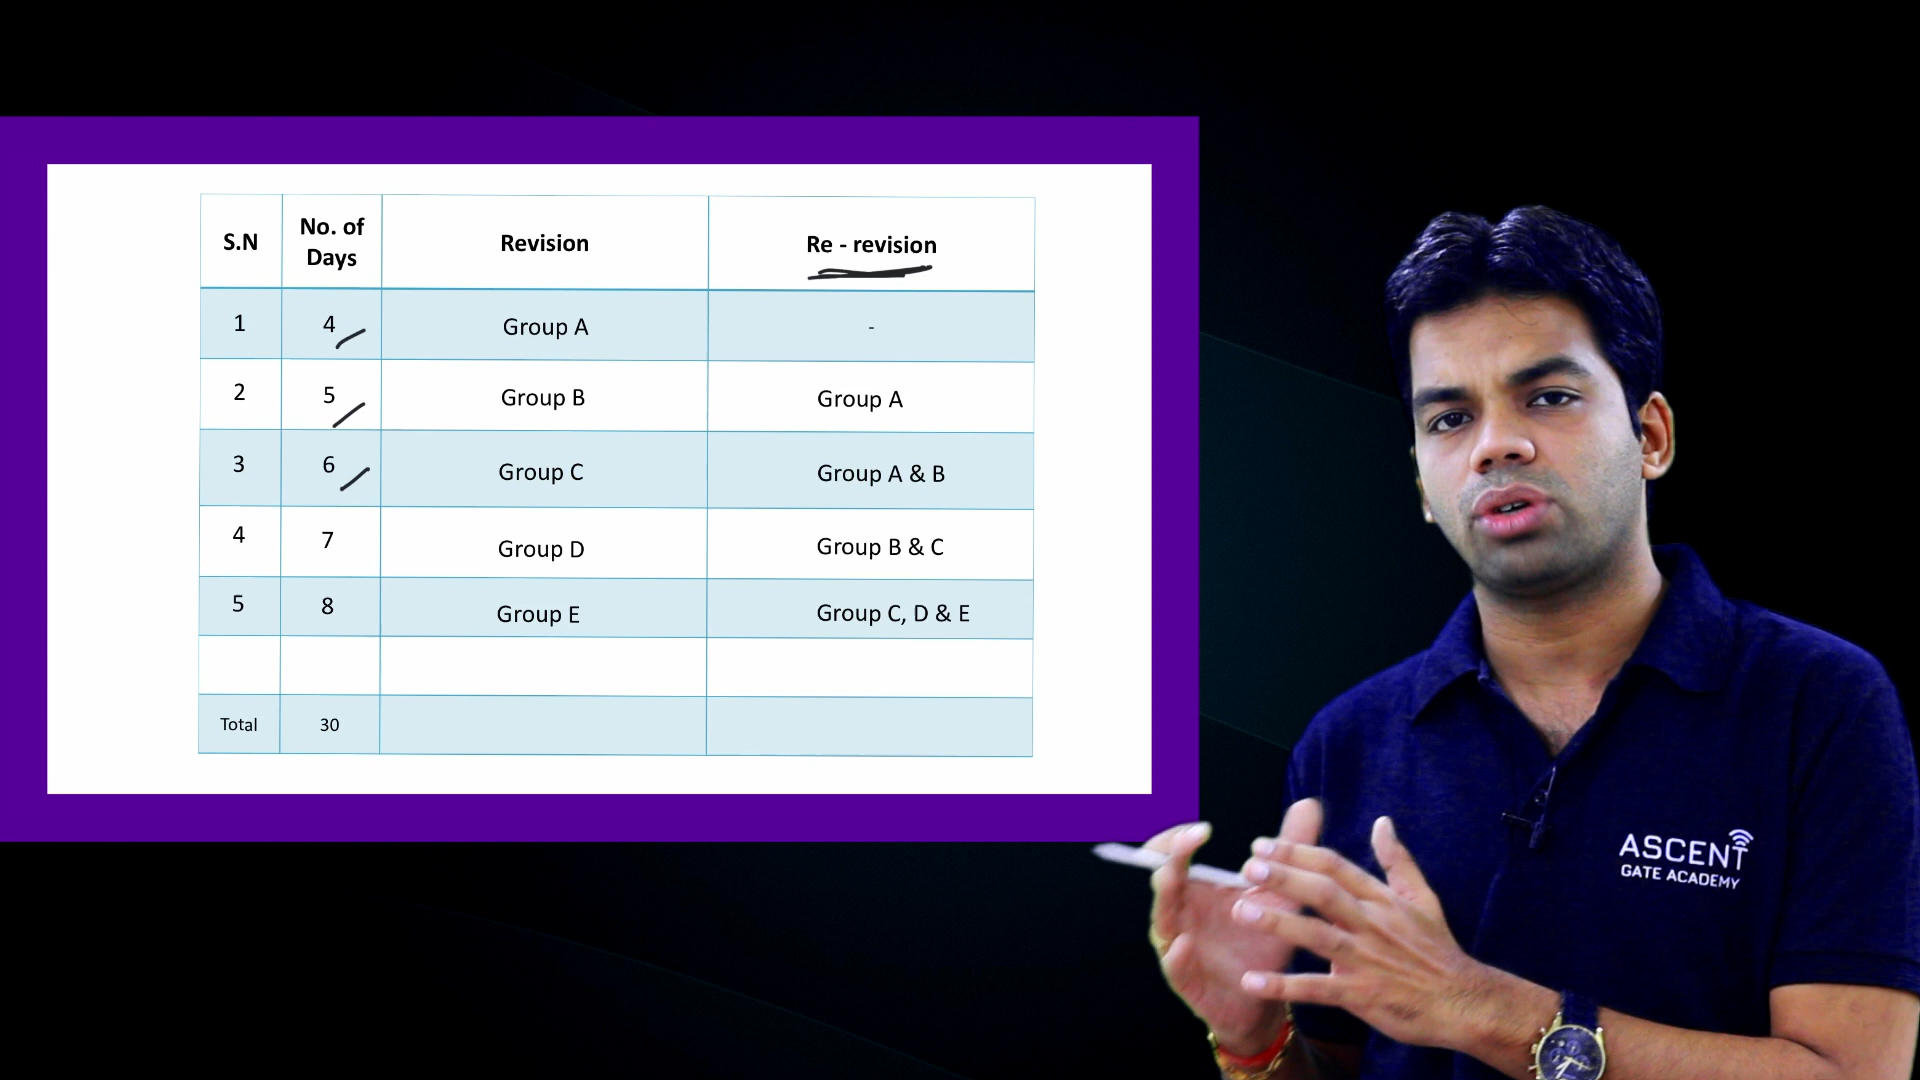 S.N No. of Days Revision Re - revision
1 4 Group A -
2 5 Group B Group A
3 6 Group C Group A & B
4 7 Group D Group B & C
5 8 Group E Group C, D & E
Total 30
ASCENT
GATE ACADEMY